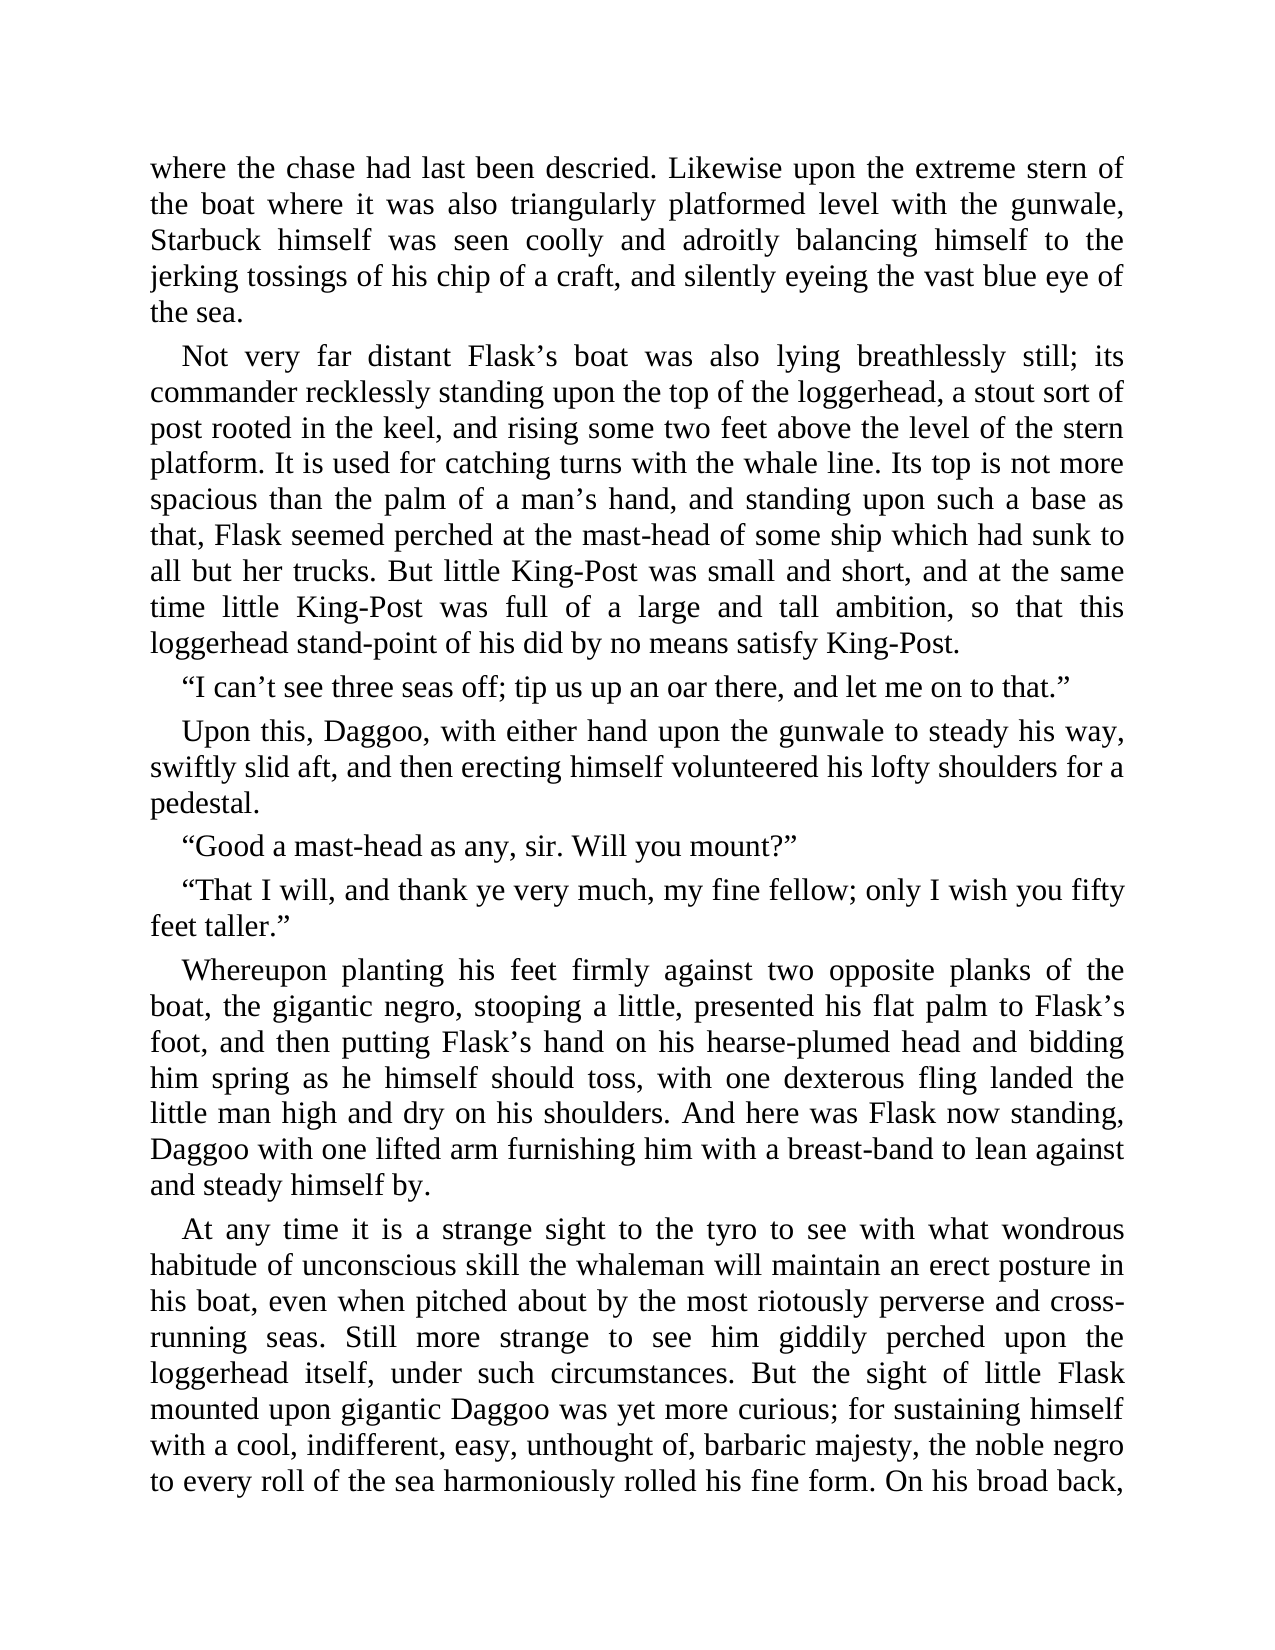 where the chase had last been descried. Likewise upon the extreme stern of
the boat where it was also triangularly platformed level with the gunwale,
Starbuck himself was seen coolly and adroitly balancing himself to the
jerking tossings of his chip of a craft, and silently eyeing the vast blue eye of
the sea.
Not very far distant Flask’s boat was also lying breathlessly still; its
commander recklessly standing upon the top of the loggerhead, a stout sort of
post rooted in the keel, and rising some two feet above the level of the stern
platform. It is used for catching turns with the whale line. Its top is not more
spacious than the palm of a man’s hand, and standing upon such a base as
that, Flask seemed perched at the mast-head of some ship which had sunk to
all but her trucks. But little King-Post was small and short, and at the same
time little King-Post was full of a large and tall ambition, so that this
loggerhead stand-point of his did by no means satisfy King-Post.
“I can’t see three seas off; tip us up an oar there, and let me on to that.”
Upon this, Daggoo, with either hand upon the gunwale to steady his way,
swiftly slid aft, and then erecting himself volunteered his lofty shoulders for a
pedestal.
“Good a mast-head as any, sir. Will you mount?”
“That I will, and thank ye very much, my fine fellow; only I wish you fifty
feet taller.”
Whereupon planting his feet firmly against two opposite planks of the
boat, the gigantic negro, stooping a little, presented his flat palm to Flask’s
foot, and then putting Flask’s hand on his hearse-plumed head and bidding
him spring as he himself should toss, with one dexterous fling landed the
little man high and dry on his shoulders. And here was Flask now standing,
Daggoo with one lifted arm furnishing him with a breast-band to lean against
and steady himself by.
At any time it is a strange sight to the tyro to see with what wondrous
habitude of unconscious skill the whaleman will maintain an erect posture in
his boat, even when pitched about by the most riotously perverse and cross-
running seas. Still more strange to see him giddily perched upon the
loggerhead itself, under such circumstances. But the sight of little Flask
mounted upon gigantic Daggoo was yet more curious; for sustaining himself
with a cool, indifferent, easy, unthought of, barbaric majesty, the noble negro
to every roll of the sea harmoniously rolled his fine form. On his broad back,